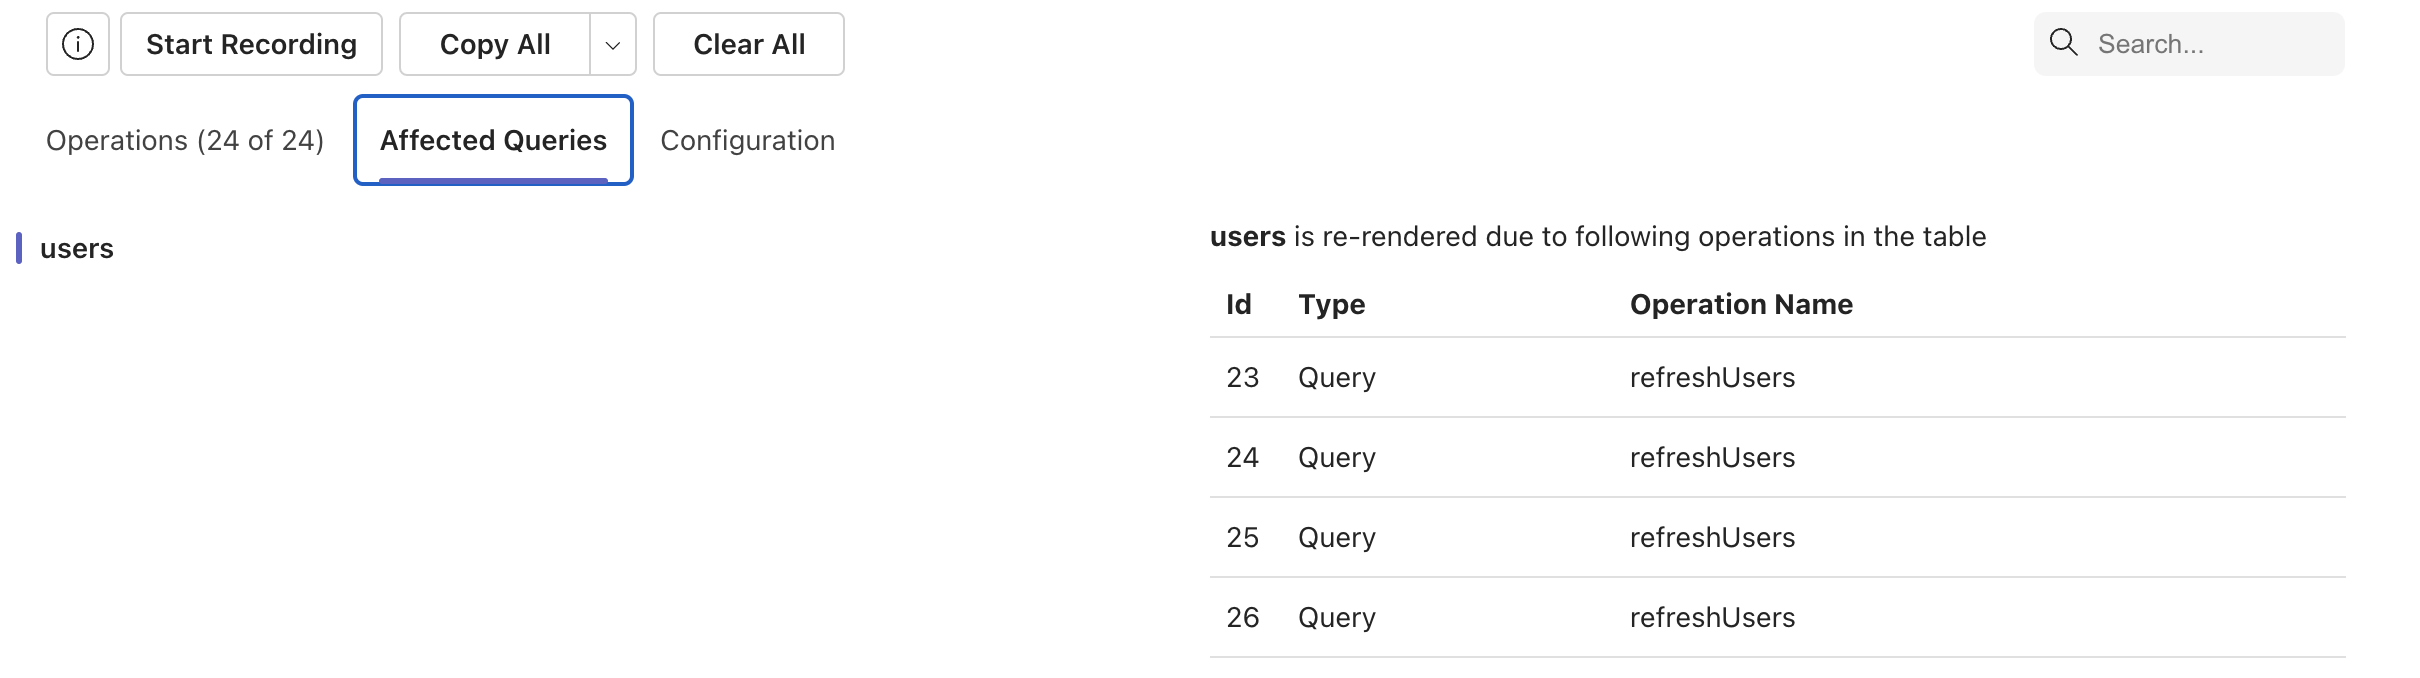 Start Recording
Copy All
Clear All
Search...
Operations (24 of 24)
Affected Queries
Configuration
users
users is re-rendered due to following operations in the table
Id Type Operation Name
23 Query refreshUsers
24 Query refreshUsers
25 Query refreshUsers
26 Query refreshUsers